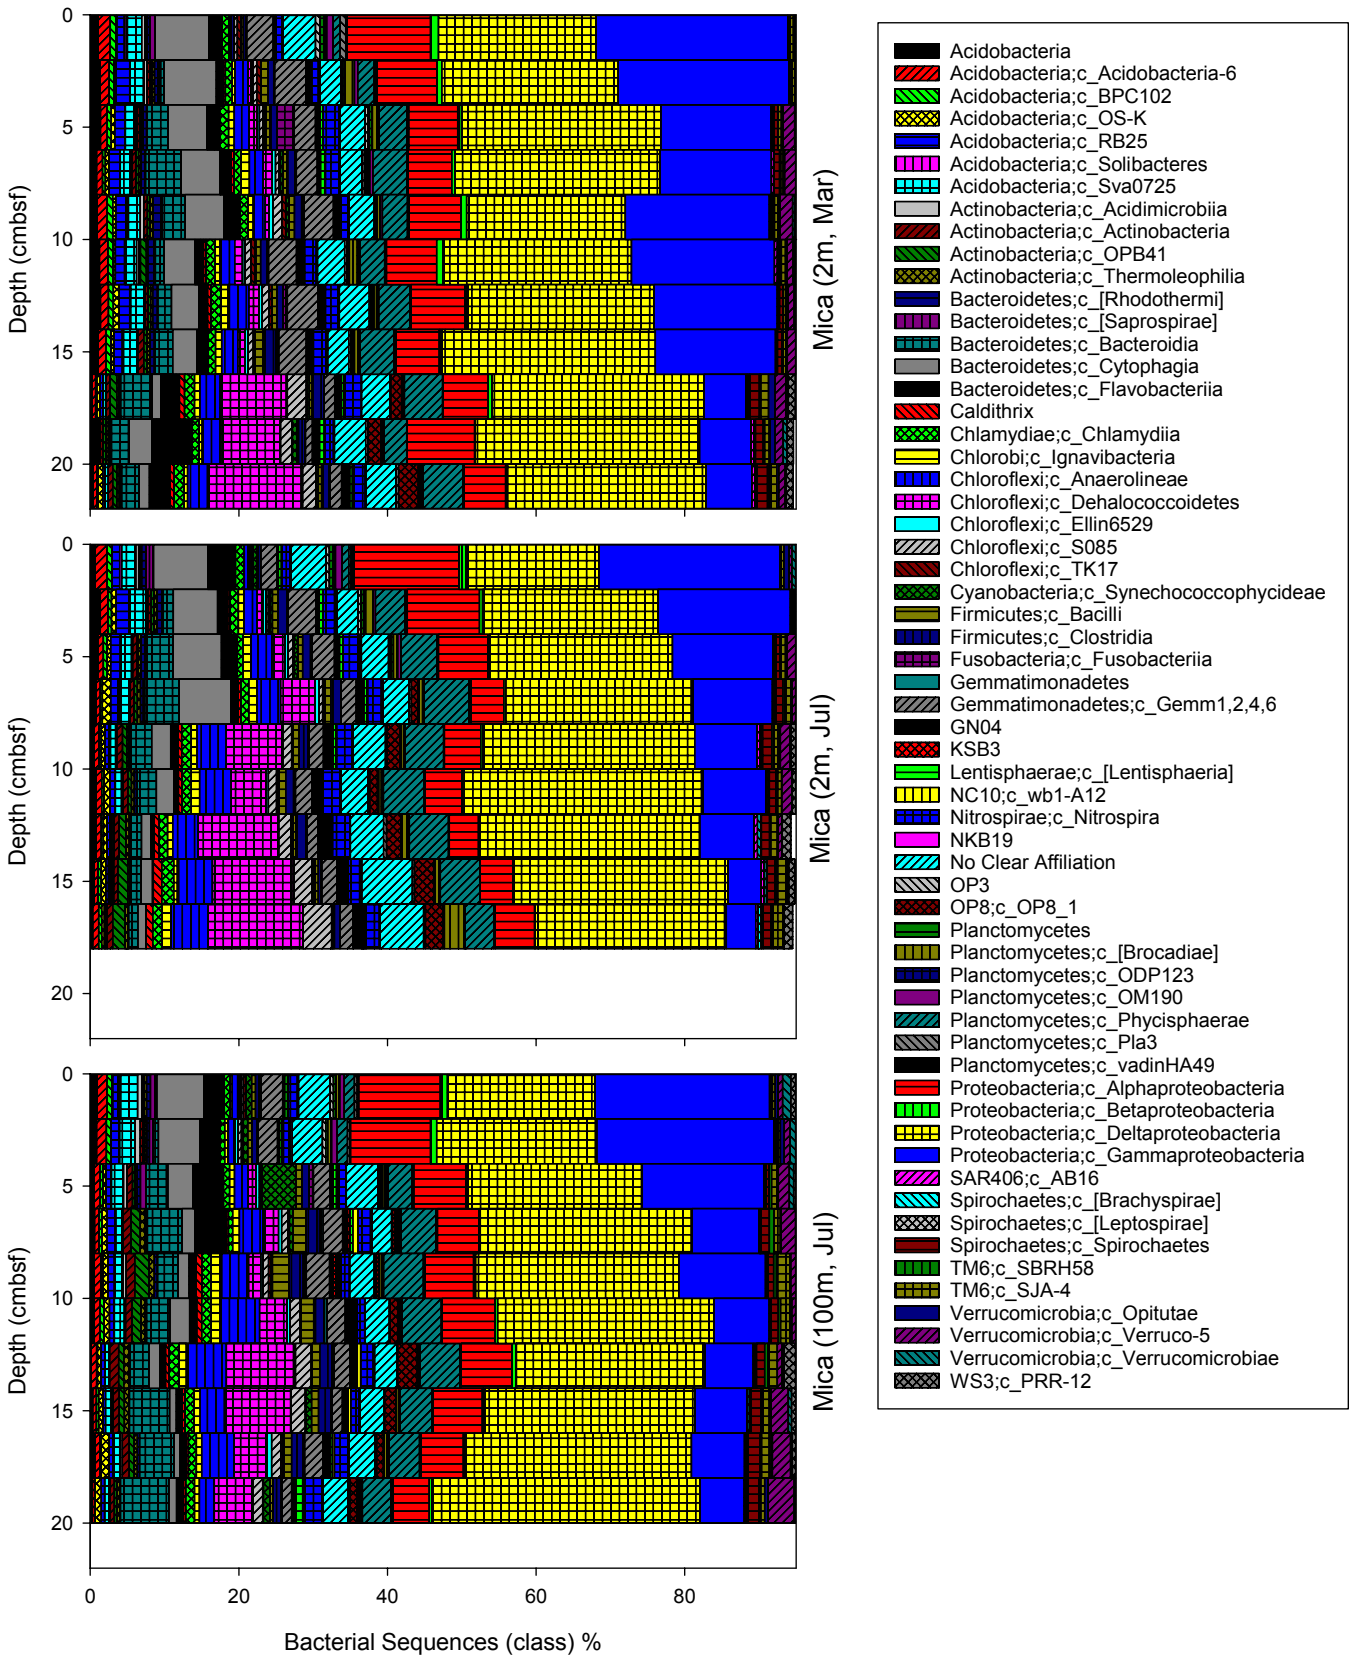 0
5
10
15
20
Depth (cmbsf)
Mica (2m, Mar)
0
5
10
15
20
Depth (cmbsf)
Mica (2m, Jul)
0
5
10
15
20
Depth (cmbsf)
Mica (100m, Jul)
0 20 40 60 80
Bacterial Sequences (class) %
Acidobacteria
Acidobacteria;c_Acidobacteria-6
Acidobacteria;c_BPC102
Acidobacteria;c_OS-K
Acidobacteria;c_RB25
Acidobacteria;c_Solibacteres
Acidobacteria;c_Sva0725
Actinobacteria;c_Acidimicrobiia
Actinobacteria;c_Actinobacteria
Actinobacteria;c_OPB41
Actinobacteria;c_Thermoleophilia
Bacteroidetes;c_[Rhodothermi]
Bacteroidetes;c_[Saprospirae]
Bacteroidetes;c_Bacteroidia
Bacteroidetes;c_Cytophagia
Bacteroidetes;c_Flavobacteriia
Caldithrix
Chlamydiae;c_Chlamydiia
Chlorobi;c_Ignavibacteria
Chloroflexi;c_Anaerolineae
Chloroflexi;c_Dehalococcoidetes
Chloroflexi;c_Ellin6529
Chloroflexi;c_S085
Chloroflexi;c_TK17
Cyanobacteria;c_Synechococcophycideae
Firmicutes;c_Bacilli
Firmicutes;c_Clostridia
Fusobacteria;c_Fusobacteriia
Gemmatimonadetes
Gemmatimonadetes;c_Gemm1,2,4,6
GN04
KSB3
Lentisphaerae;c_[Lentisphaeria]
NC10;c_wb1-A12
Nitrospirae;c_Nitrospira
NKB19
No Clear Affiliation
OP3
OP8;c_OP8_1
Planctomycetes
Planctomycetes;c_[Brocadiae]
Planctomycetes;c_ODP123
Planctomycetes;c_OM190
Planctomycetes;c_Phycisphaerae
Planctomycetes;c_Pla3
Planctomycetes;c_vadinHA49
Proteobacteria;c_Alphaproteobacteria
Proteobacteria;c_Betaproteobacteria
Proteobacteria;c_Deltaproteobacteria
Proteobacteria;c_Gammaproteobacteria
SAR406;c_AB16
Spirochaetes;c_[Brachyspirae]
Spirochaetes;c_[Leptospirae]
Spirochaetes;c_Spirochaetes
TM6;c_SBRH58
TM6;c_SJA-4
Verrucomicrobia;c_Opitutae
Verrucomicrobia;c_Verruco-5
Verrucomicrobia;c_Verrucomicrobiae
WS3;c_PRR-12